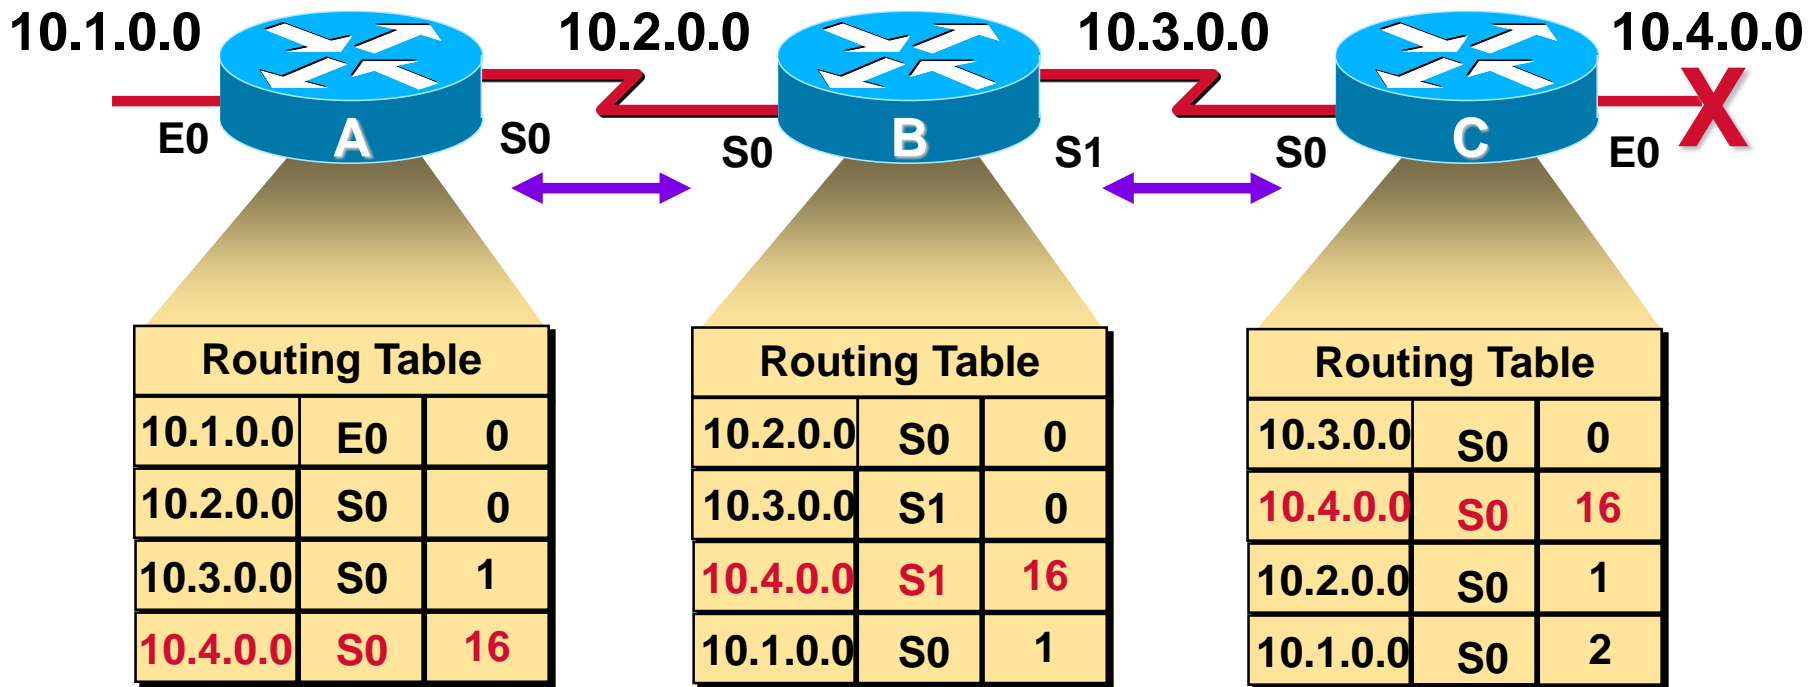 10.1.0.0 10.2.0.0 10.3.0.0 10.4.0.0
X
A B C
E0 S0 S0 S1 S0 E0
Routing Table
10.1.0.0 E0 0
10.2.0.0 S0 0
10.3.0.0 S0 1
10.4.0.0 S0 16
Routing Table
10.2.0.0 S0 0
10.3.0.0 S1 0
10.4.0.0 S1 16
10.1.0.0 S0 1
Routing Table
10.3.0.0 S0 0
10.4.0.0 S0 16
10.2.0.0 S0 1
10.1.0.0 S0 2